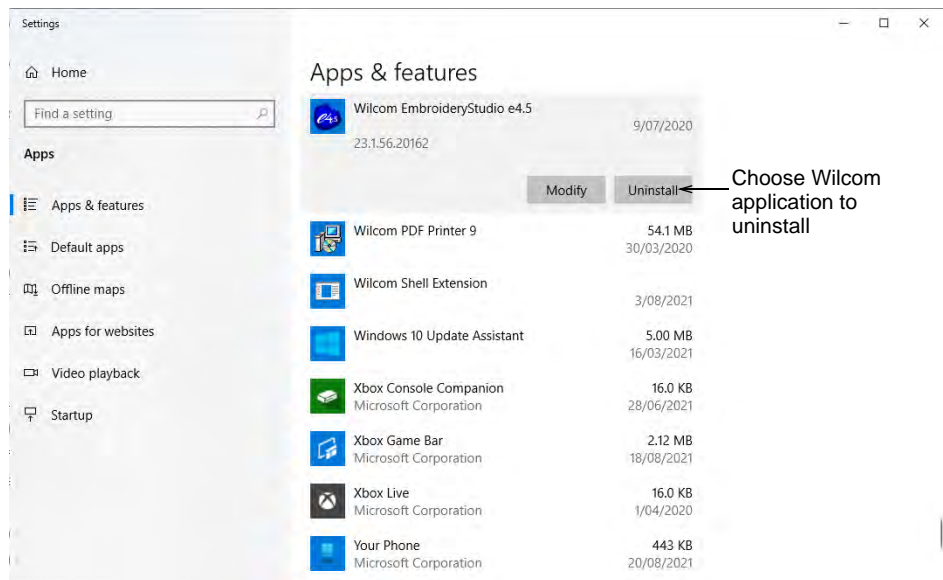 Settings
Home
Find a setting
Apps
Apps & features
Default apps
Offline maps
Apps for websites
Video playback
Startup
Apps & features
e4.5
Wilcom EmbroideryStudio e4.5
9/07/2020
23.1.56.20162
Modify
Uninstall
Choose Wilcom
application to
uninstall
Wilcom PDF Printer 9
54.1 MB
30/03/2020
Wilcom Shell Extension
3/08/2021
Windows 10 Update Assistant
5.00 MB
16/03/2021
Xbox Console Companion
16.0 KB
Microsoft Corporation
28/06/2021
Xbox Game Bar
2.12 MB
Microsoft Corporation
18/08/2021
Xbox Live
16.0 KB
Microsoft Corporation
1/04/2020
Your Phone
443 KB
Microsoft Corporation
20/08/2021